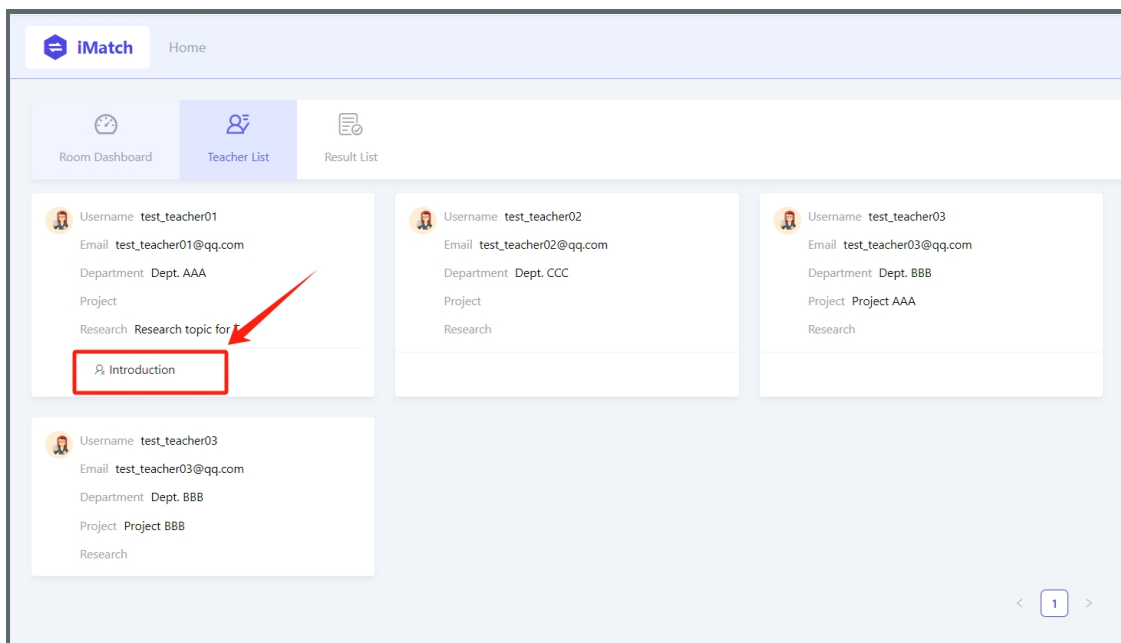 iMatch Home
Room Dashboard Teacher List Result List
Username test_teacher01
Email test_teacher01@qq.com
Department Dept. AAA
Project
Research Research topic for
Introduction
Username test_teacher02
Email test_teacher02@qq.com
Department Dept. CCC
Project
Research
Username test_teacher03
Email test_teacher03@qq.com
Department Dept. BBB
Project Project AAA
Research
Username test_teacher03
Email test_teacher03@qq.com
Department Dept. BBB
Project Project BBB
Research
< 1 >